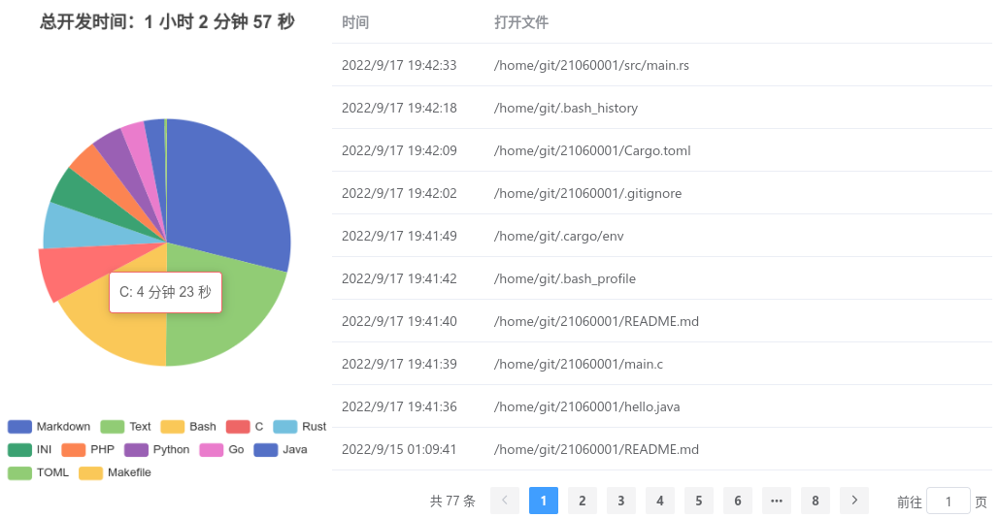 总开发时间：1 小时 2 分钟 57 秒
C: 4 分钟 23 秒
Markdown Text Bash C Rust
INI PHP Python Go Java
TOML Makefile
时间 打开文件
2022/9/17 19:42:33 /home/git/21060001/src/main.rs
2022/9/17 19:42:18 /home/git/.bash_history
2022/9/17 19:42:09 /home/git/21060001/Cargo.toml
2022/9/17 19:42:02 /home/git/21060001/.gitignore
2022/9/17 19:41:49 /home/git/.cargo/env
2022/9/17 19:41:42 /home/git/.bash_profile
2022/9/17 19:41:40 /home/git/21060001/README.md
2022/9/17 19:41:39 /home/git/21060001/main.c
2022/9/17 19:41:36 /home/git/21060001/hello.java
2022/9/15 01:09:41 /home/git/21060001/README.md
共 77 条 < 1 2 3 4 5 6 ••• 8 > 前往 1 页